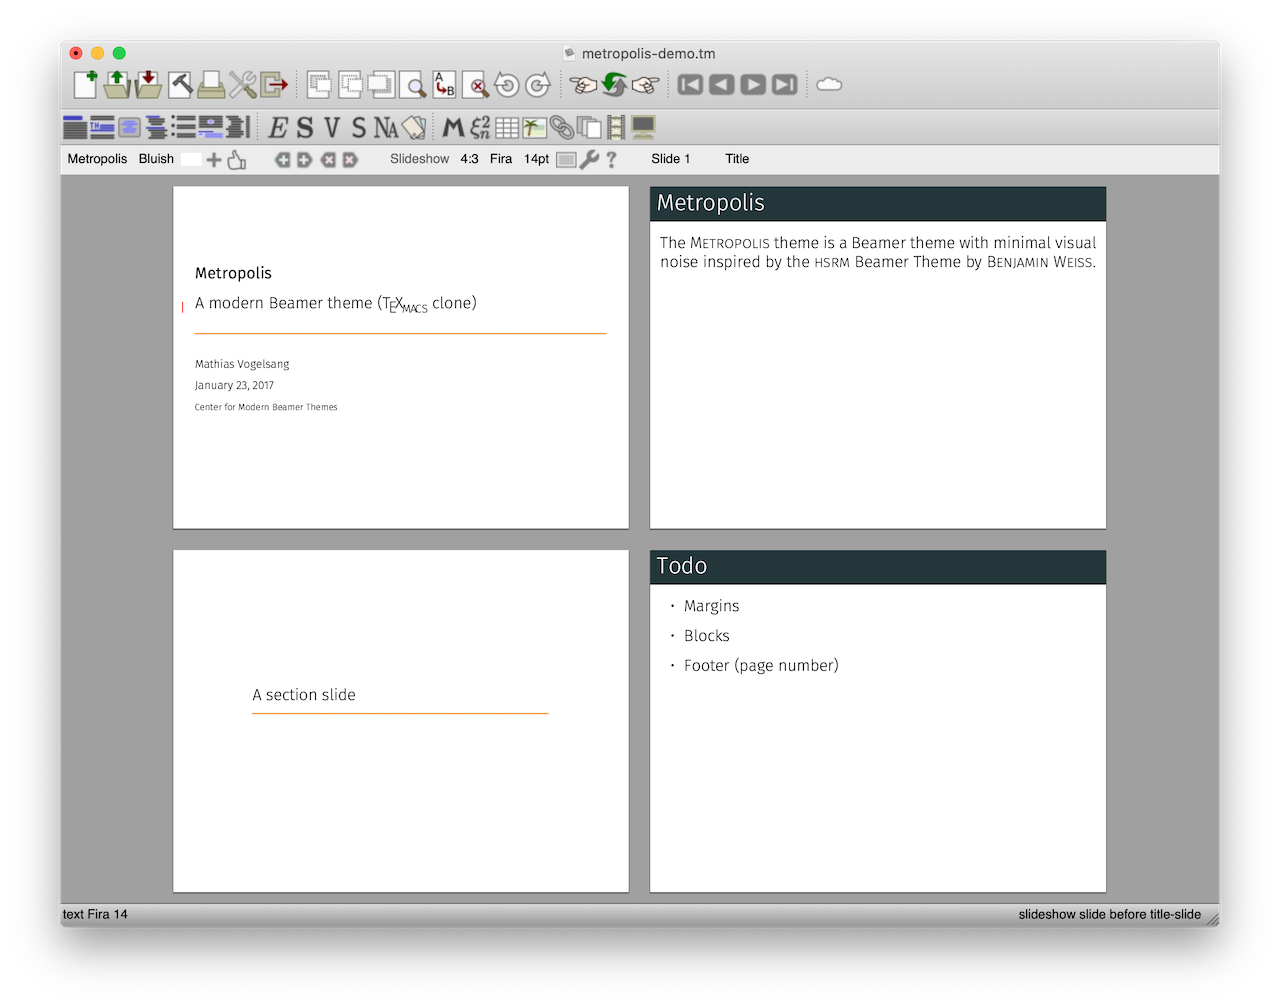 metropolis-demo.tm
A
B
E S V S NA M ξ2n
Metropolis Bluish Slideshow 4:3 Fira 14pt ? Slide 1 Title
Metropolis
A modern Beamer theme (TEXMACS clone)
Mathias Vogelsang
January 23, 2017
Center for Modern Beamer Themes
Metropolis
The METROPOLIS theme is a Beamer theme with minimal visual
noise inspired by the HSRM Beamer Theme by BENJAMIN WEISS.
A section slide
Todo
• Margins
• Blocks
• Footer (page number)
text Fira 14
slideshow slide before title-slide